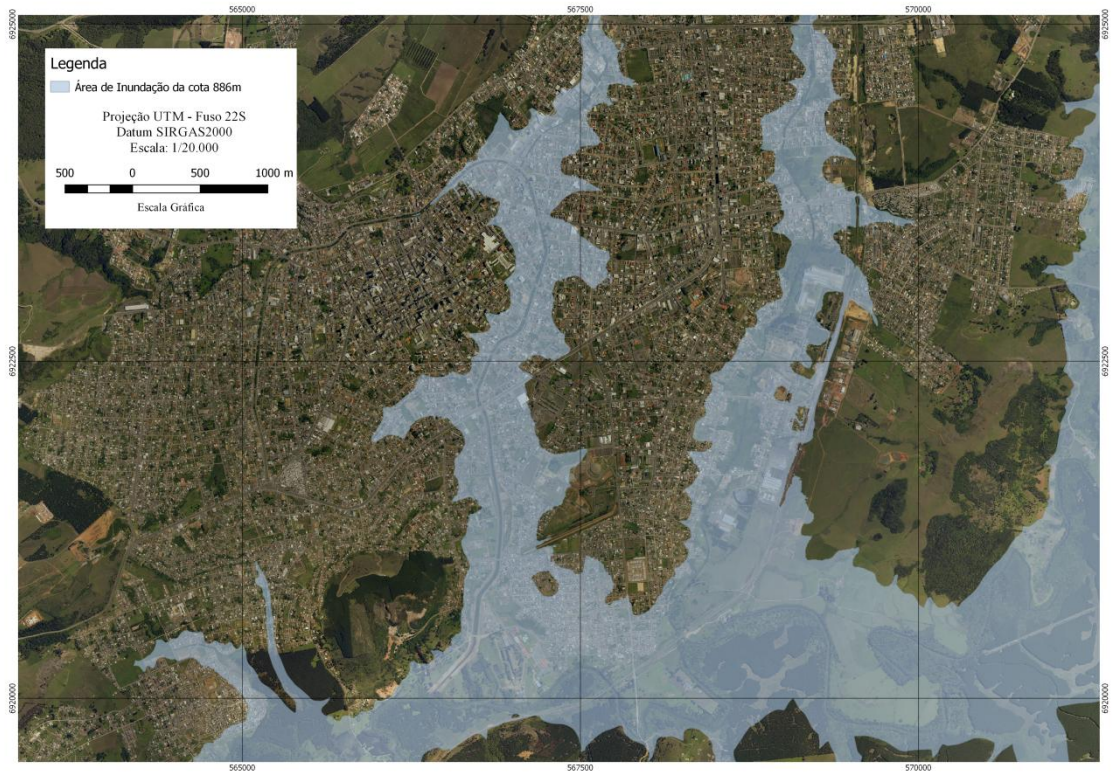 565000
567500
570000
6925000
6925000
Legenda
Área de Inundação da cota 886m
Projeção UTM - Fuso 22S
Datum SIRGAS2000
Escala: 1/20.000
500 0 500 1000 m
Escala Gráfica
6922500
6922500
6920000
6920000
565000
567500
570000